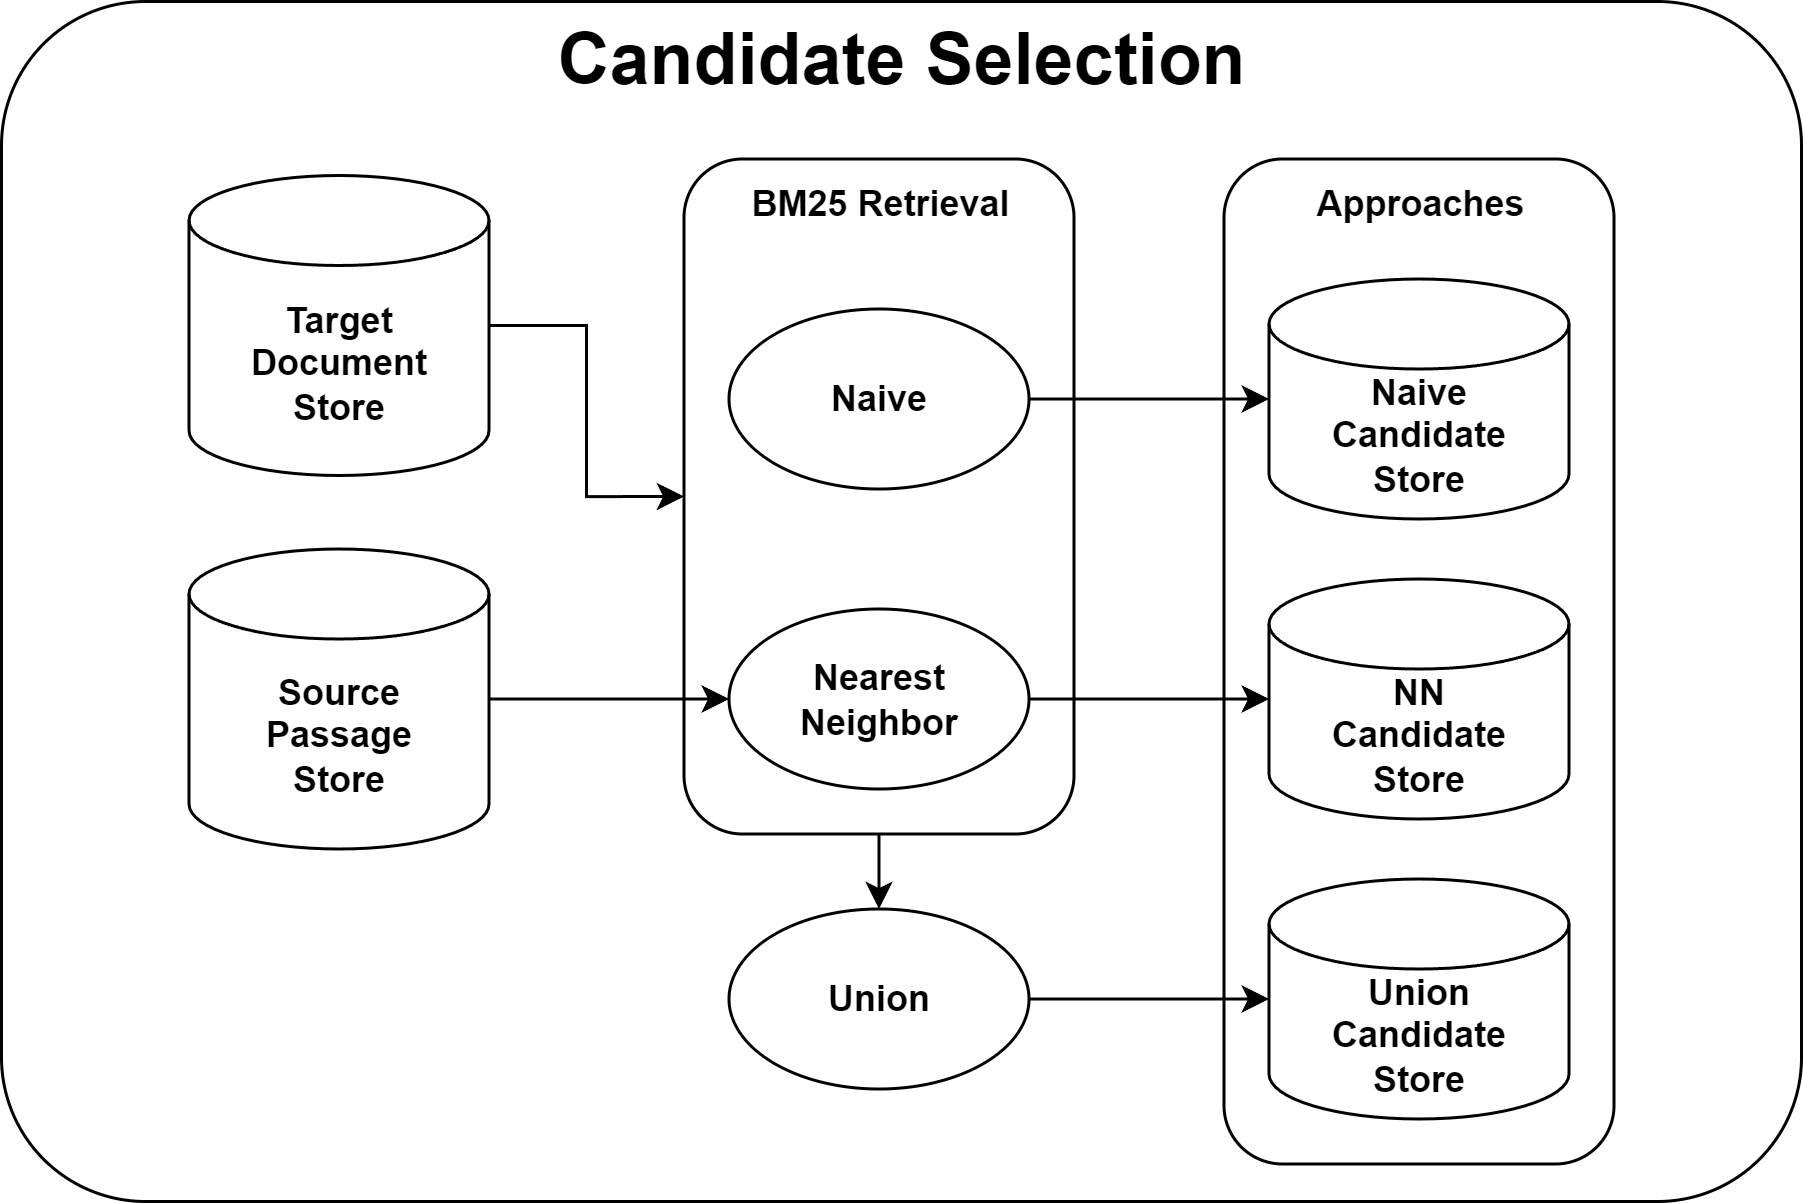 Candidate Selection
Target
Document
Store
Source
Passage
Store
BM25 Retrieval
Naive
Nearest
Neighbor
Union
Approaches
Naive
Candidate
Store
NN
Candidate
Store
Union
Candidate
Store